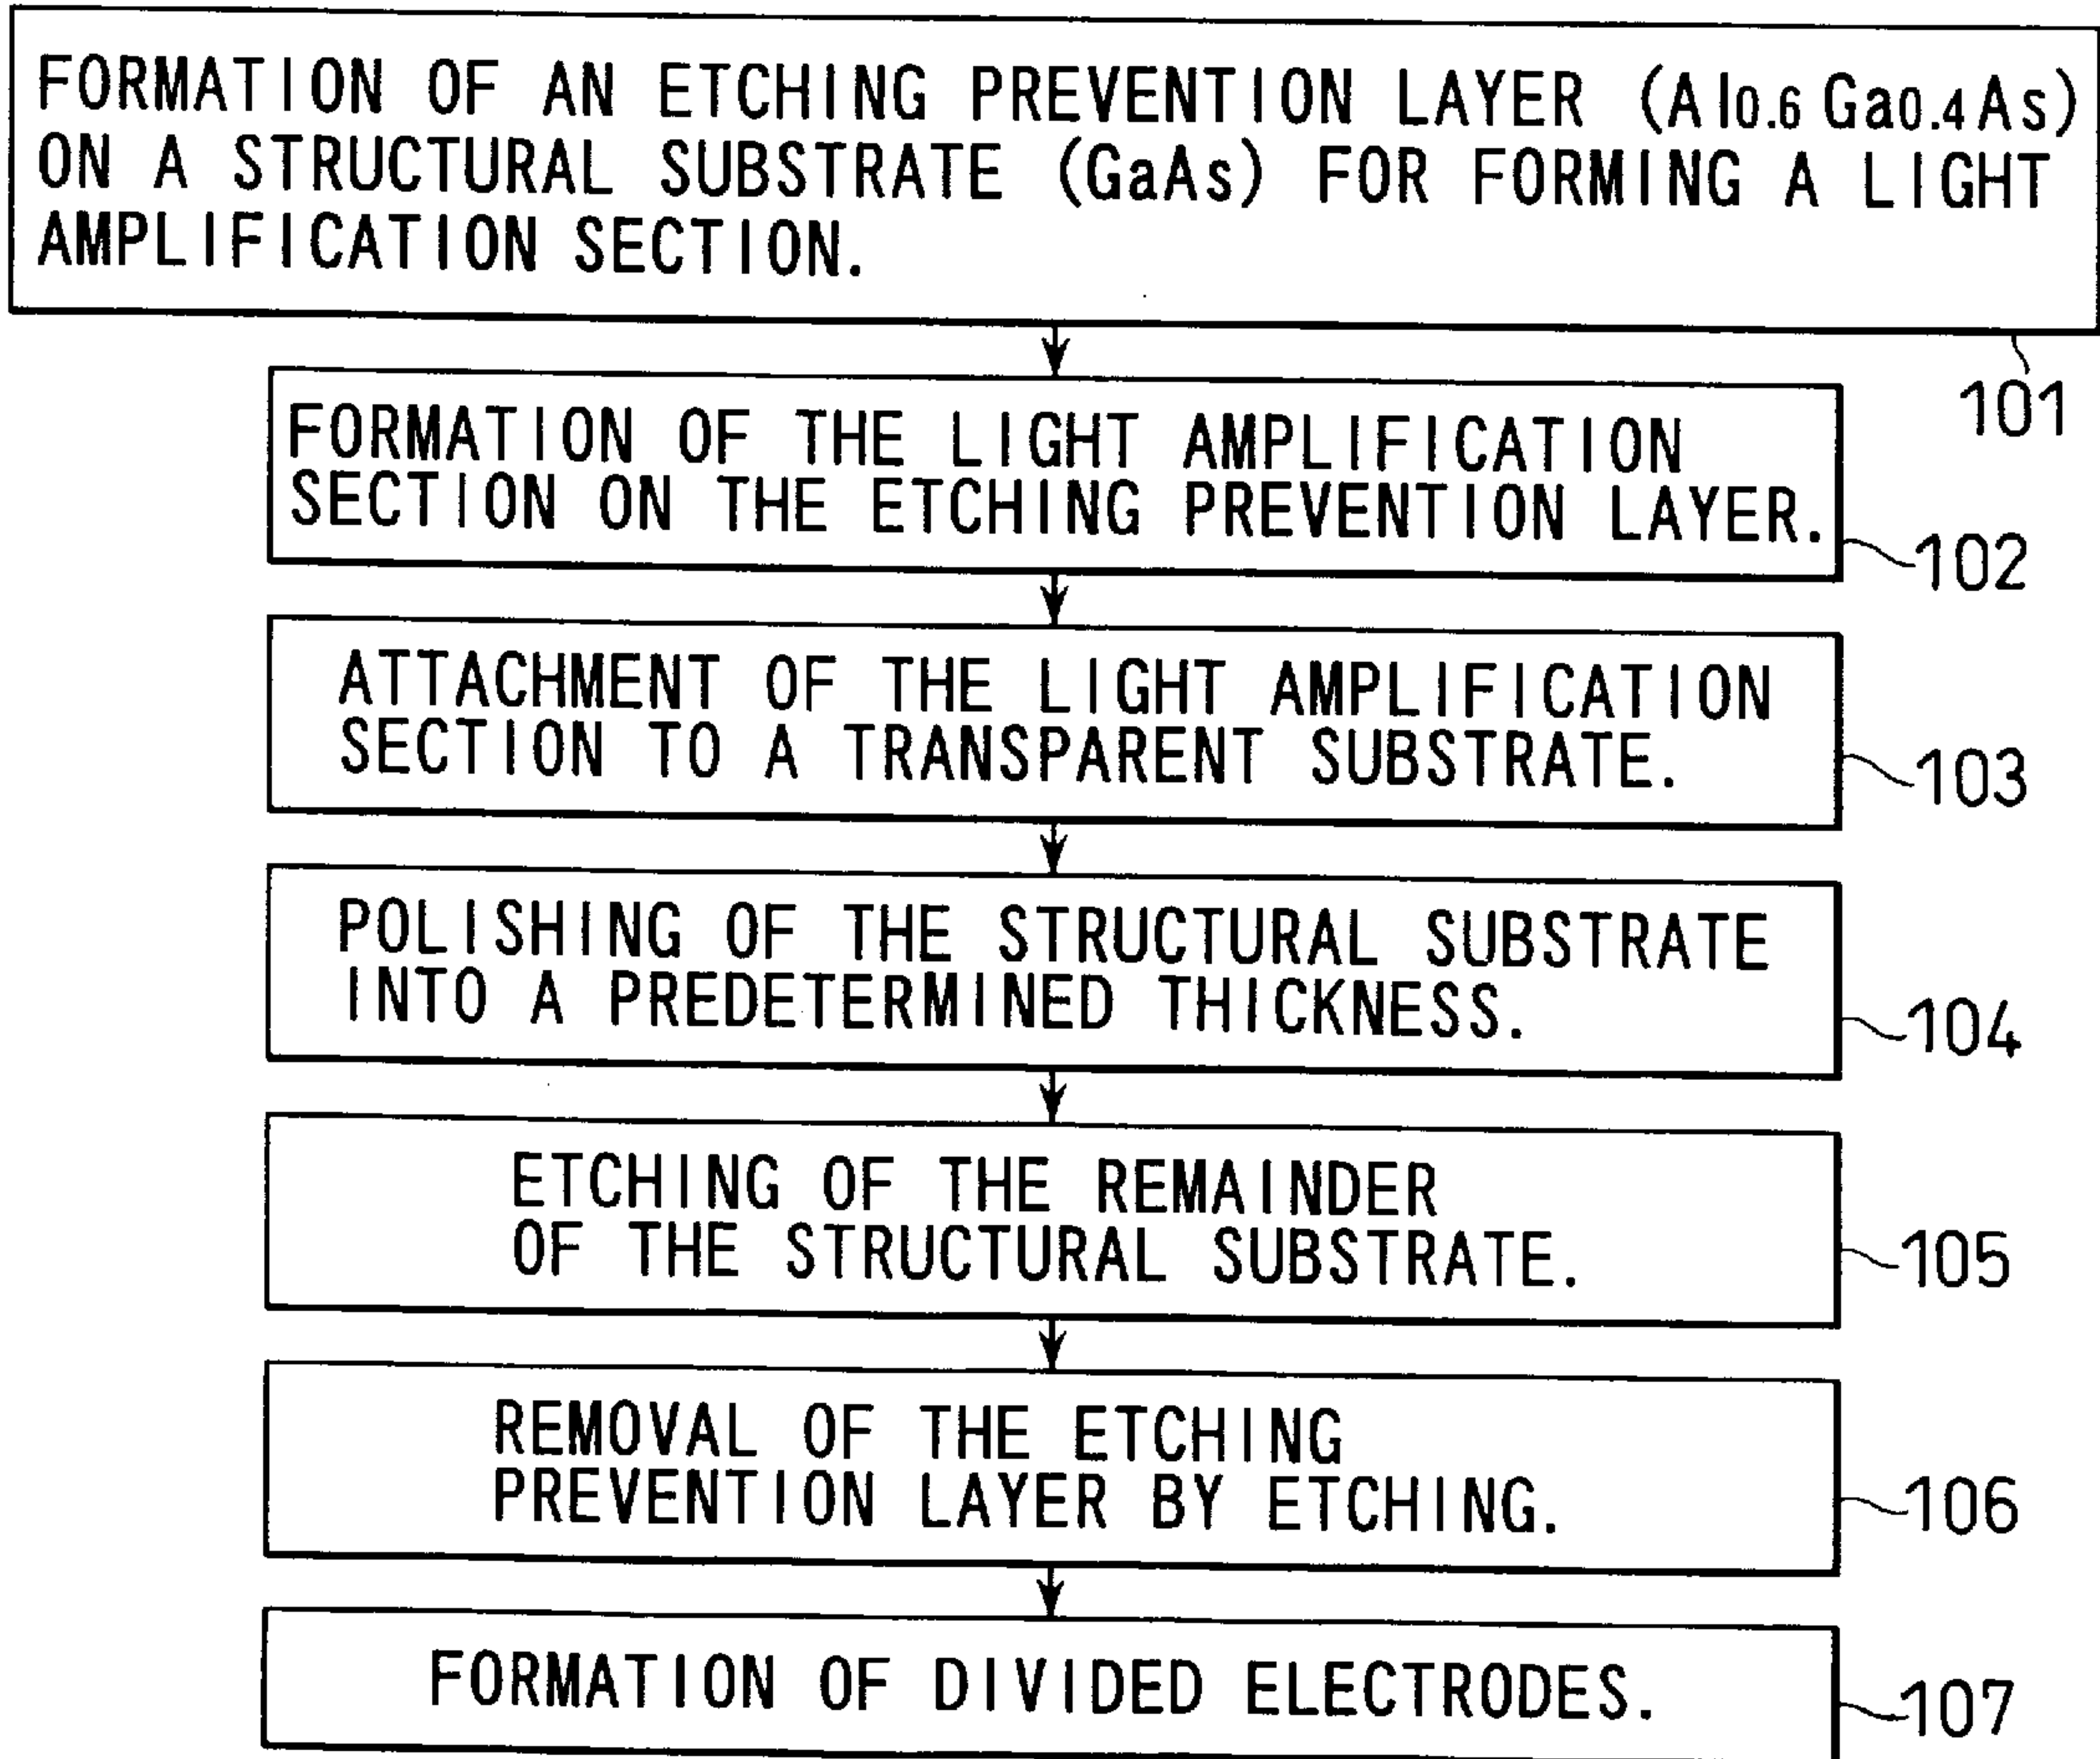 FORMATION OF AN ETCHING PREVENTION LAYER (Al0.6 Ga0.4As)
ON A STRUCTURAL SUBSTRATE (GaAs) FOR FORMING A LIGHT
AMPLIFICATION SECTION.
101
FORMATION OF THE LIGHT AMPLIFICATION
SECTION ON THE ETCHING PREVENTION LAYER.
102
ATTACHMENT OF THE LIGHT AMPLIFICATION
SECTION TO A TRANSPARENT SUBSTRATE.
103
POLISHING OF THE STRUCTURAL SUBSTRATE
INTO A PREDETERMINED THICKNESS.
104
ETCHING OF THE REMAINDER
OF THE STRUCTURAL SUBSTRATE.
105
REMOVAL OF THE ETCHING
PREVENTION LAYER BY ETCHING.
106
FORMATION OF DIVIDED ELECTRODES.
107